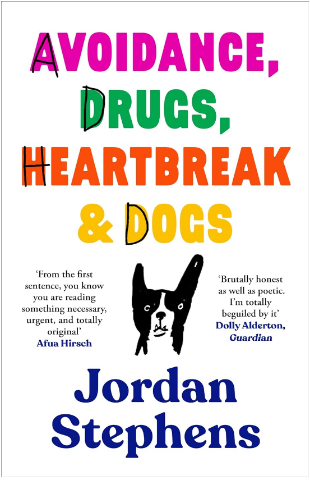 AVOIDANCE,
DRUGS,
HEARTBREAK
& DOGS
‘From the first
sentence, you know
you are reading
something necessary,
urgent, and totally
original’
Afua Hirsch
‘Brutally honest
as well as poetic.
I’m totally
beguiled by it’
Dolly Alderton,
Guardian
Jordan
Stephens